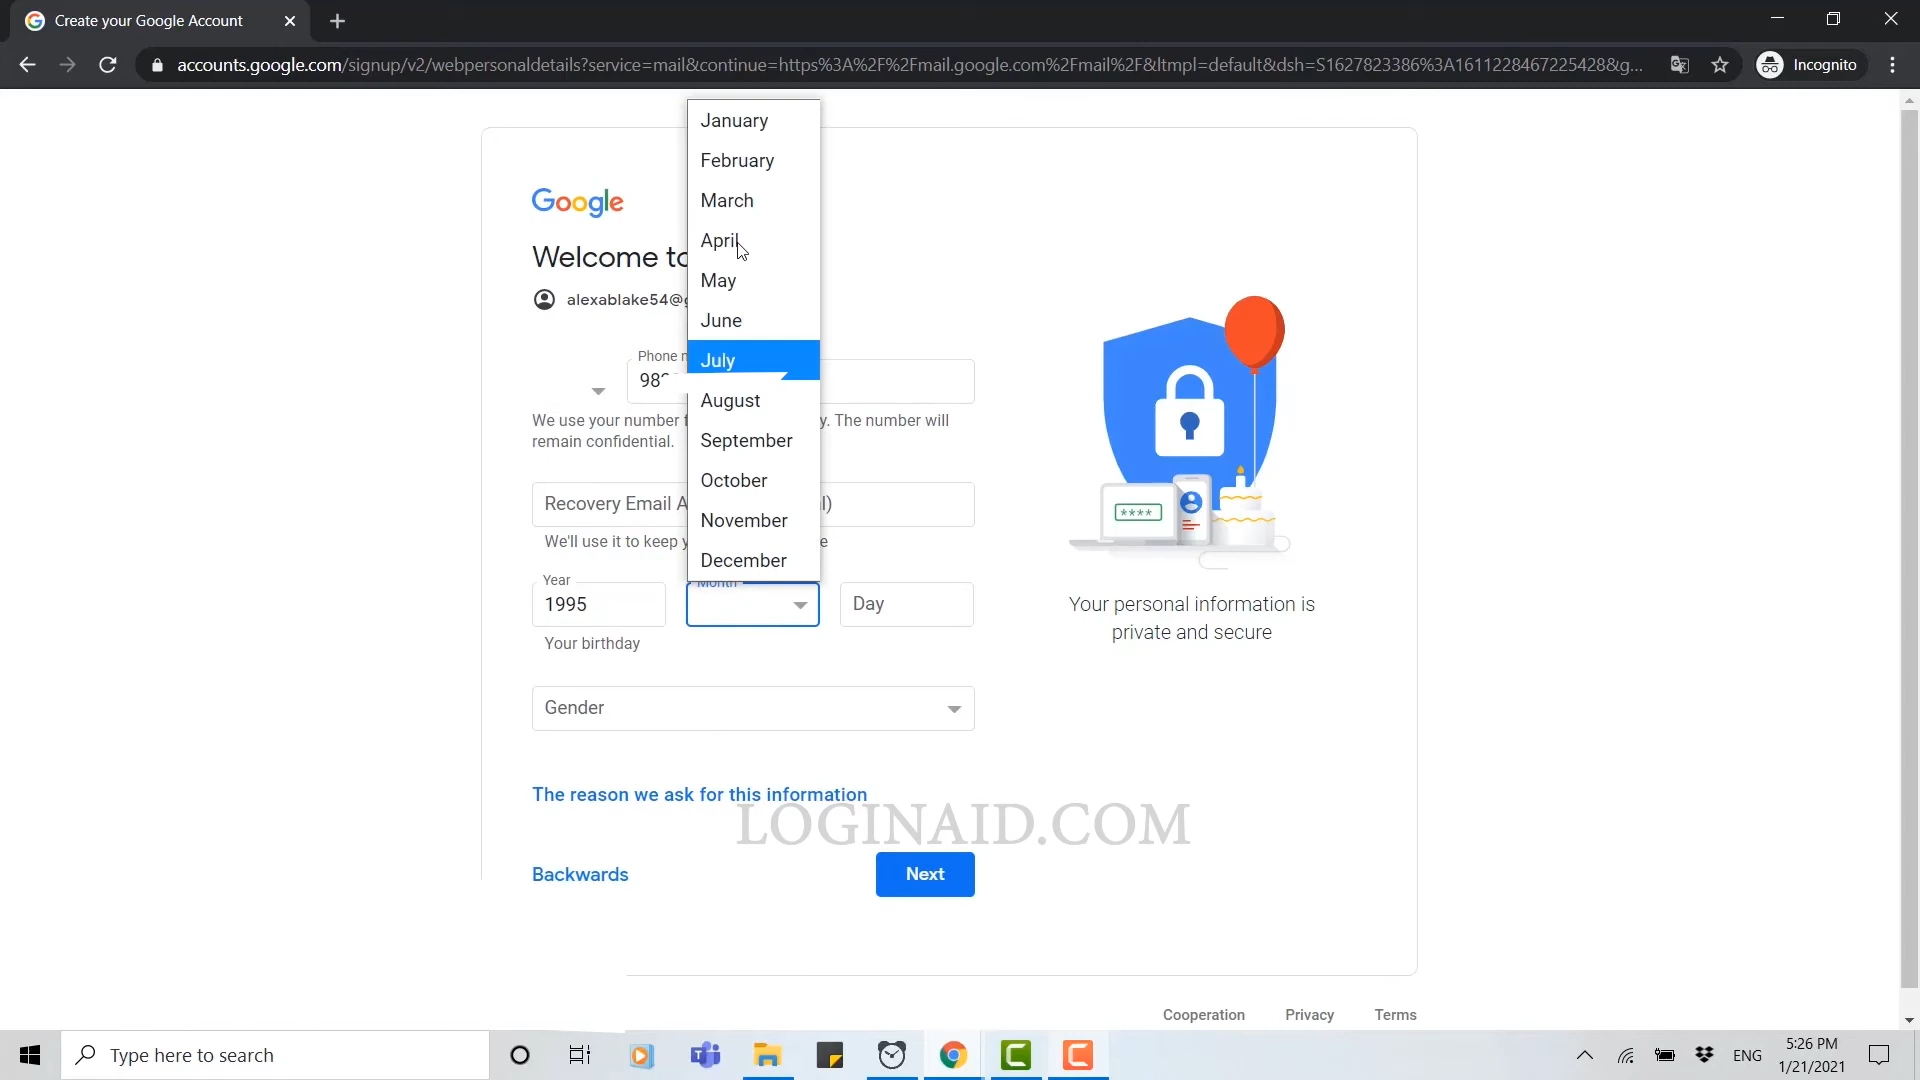 Create your Google Account
accounts.google.com/signup/v2/webpersonaldetails?service=mail&continue=https%3A%2F%2Fmail.google.com%2Fmail%2F&ltmpl=default&dsh=S1627823386%3A1611228467225428&g...
Incognito
January
February
March
April
May
June
July
August
September
October
November
December
Google
Welcome to
alexablake54@g
Phone n
98
We use your number f
y. The number will
remain confidential.
Recovery Email A
l)
We'll use it to keep y
e
Year
Month
1995
Day
Your birthday
Gender
****
Your personal information is
private and secure
The reason we ask for this information
LOGINAID.COM
Backwards
Next
Cooperation
Privacy
Terms
Type here to search
ENG
5:26 PM
1/21/2021